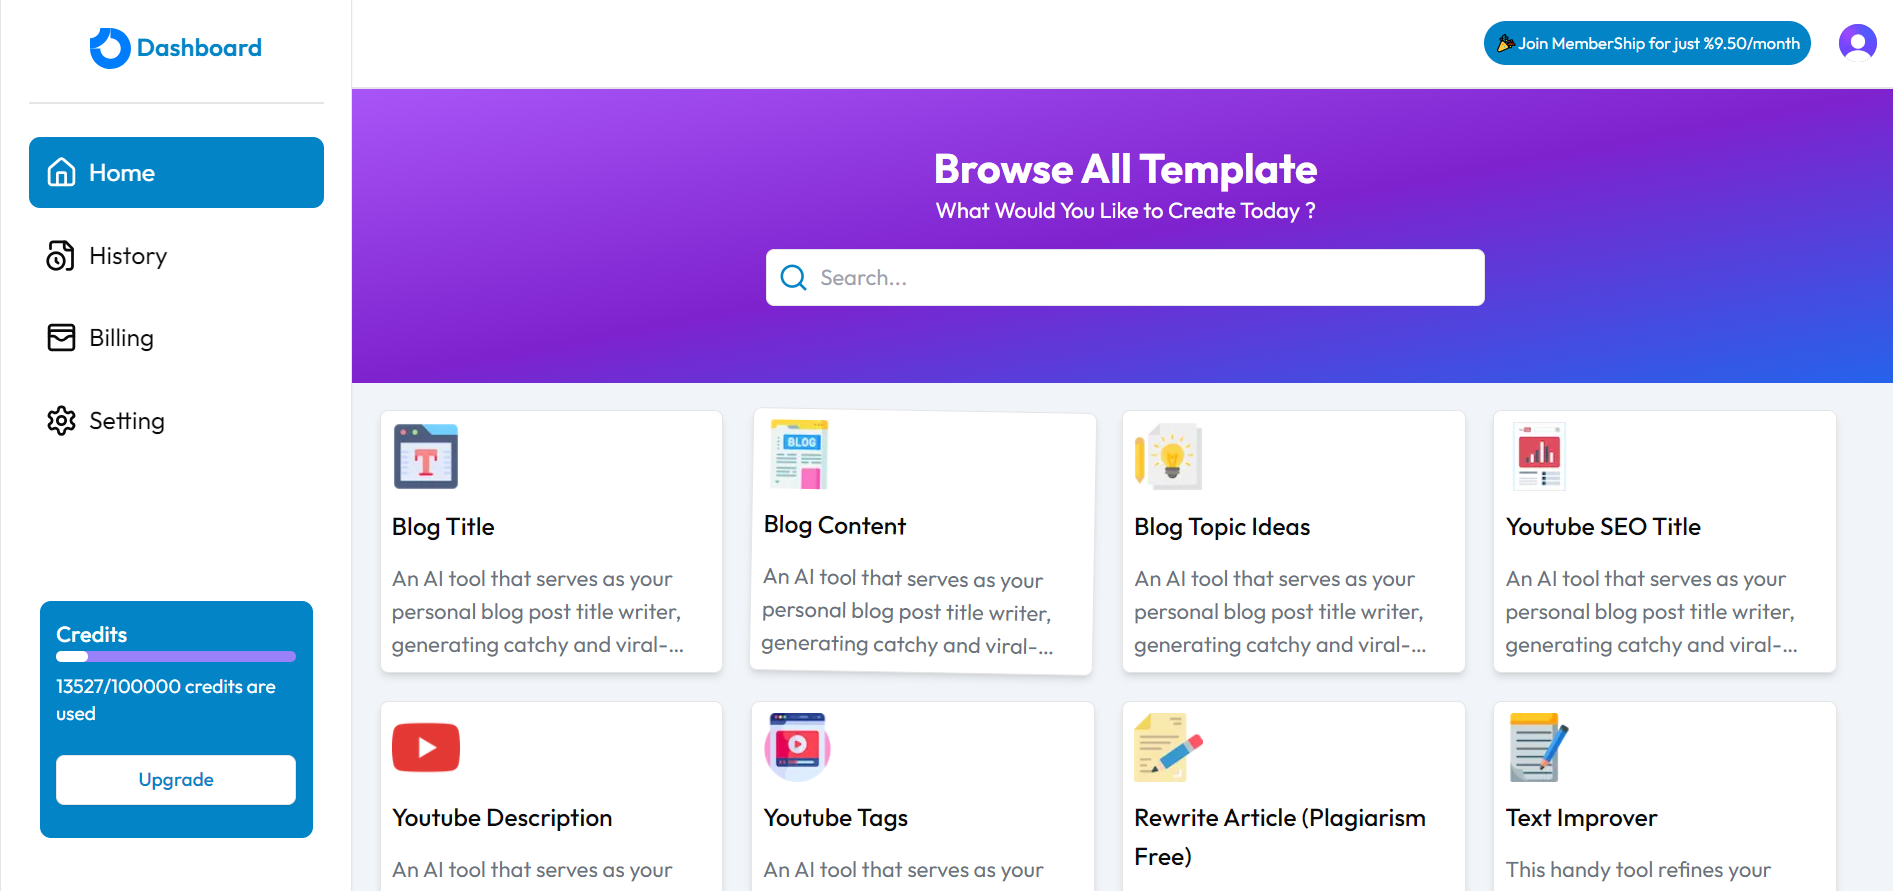 Dashboard
Join MemberShip for just %9.50/month
Home
History
Billing
Setting
Credits
13527/100000 credits are
used
Upgrade
Browse All Template
What Would You Like to Create Today ?
Search...
Blog Title
An AI tool that serves as your
personal blog post title writer,
generating catchy and viral-...
BLOG
Blog Content
An AI tool that serves as your
personal blog post title writer,
generating catchy and viral-...
Blog Topic Ideas
An AI tool that serves as your
personal blog post title writer,
generating catchy and viral-...
Youtube SEO Title
An AI tool that serves as your
personal blog post title writer,
generating catchy and viral-...
Youtube Description
An AI tool that serves as your
Youtube Tags
An AI tool that serves as your
Rewrite Article (Plagiarism
Free)
Text Improver
This handy tool refines your